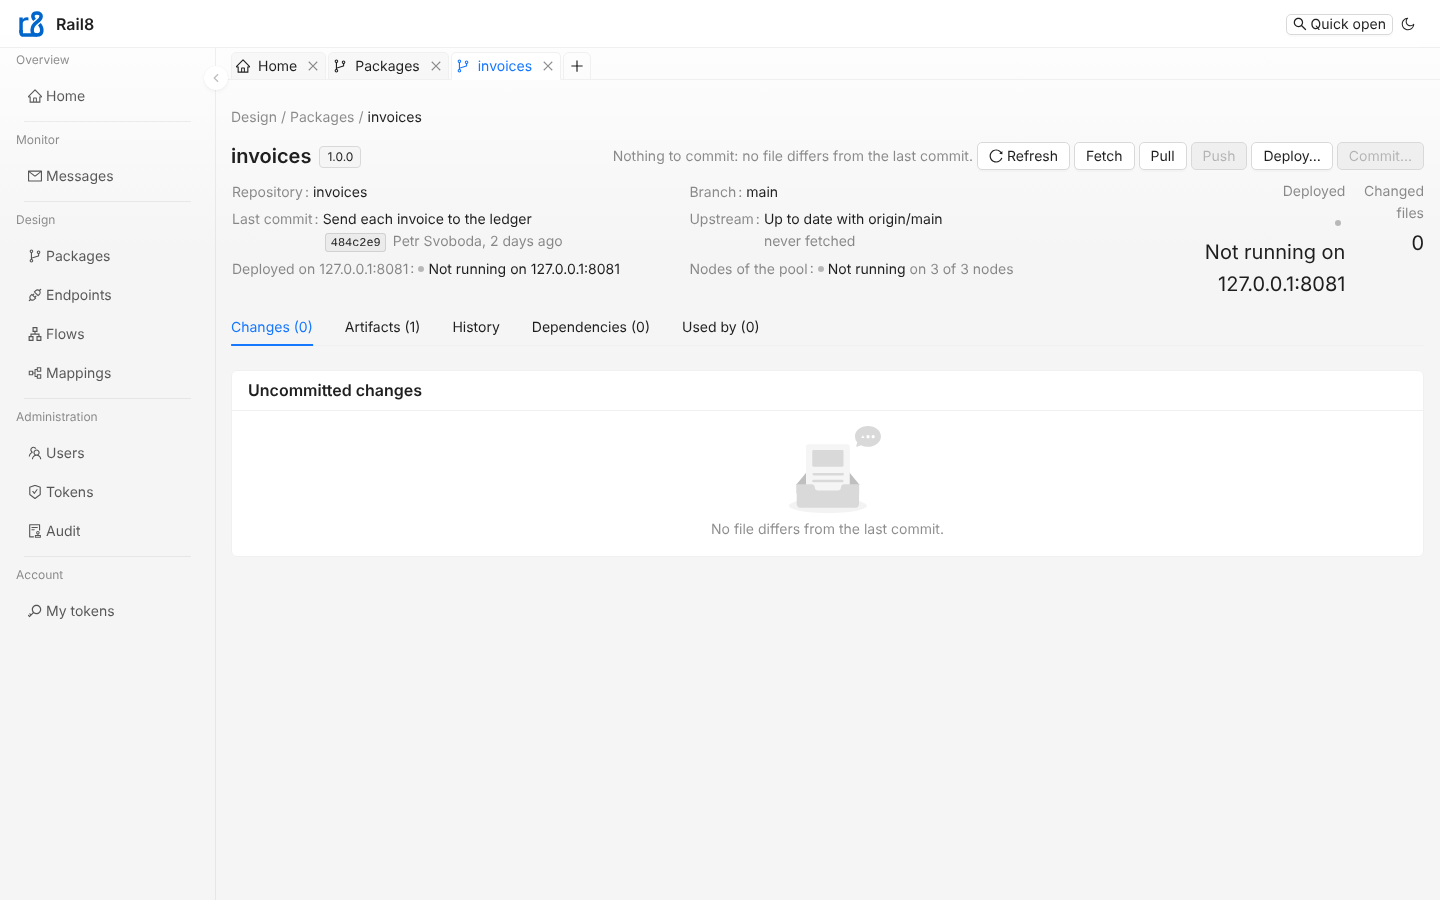 Rail8
Quick open
Overview
Home
Monitor
Messages
Design
Packages
Endpoints
Flows
Mappings
Administration
Users
Tokens
Audit
Account
My tokens
Home
Packages
invoices
Design / Packages / invoices
invoices 1.0.0
Nothing to commit: no file differs from the last commit.
Refresh
Fetch
Pull
Push
Deploy...
Commit...
Repository: invoices
Branch: main
Last commit: Send each invoice to the ledger
484c2e9 Petr Svoboda, 2 days ago
Upstream: Up to date with origin/main
never fetched
Deployed on 127.0.0.1:8081: Not running on 127.0.0.1:8081
Nodes of the pool: Not running on 3 of 3 nodes
Deployed
Not running on
127.0.0.1:8081
Changed
files
0
Changes (0)
Artifacts (1)
History
Dependencies (0)
Used by (0)
Uncommitted changes
No file differs from the last commit.